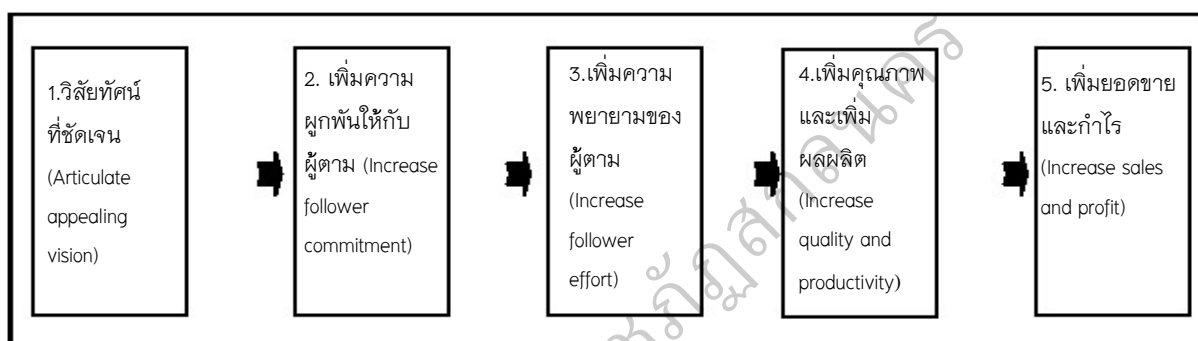 1.วิสัยทัศน์
ที่ชัดเจน
(Articulate
appealing
vision)
2. เพิ่มความ
ผูกพันให้กับ
ผู้ตาม (Increase
follower
commitment)
3.เพิ่มความ
พยายามของ
ผู้ตาม
(Increase
follower
effort)
4.เพิ่มคุณภาพ
และเพิ่ม
ผลผลิต
(Increase
quality and
productivity)
5. เพิ่มยอดขาย
และกำไร
(Increase sales
and profit)